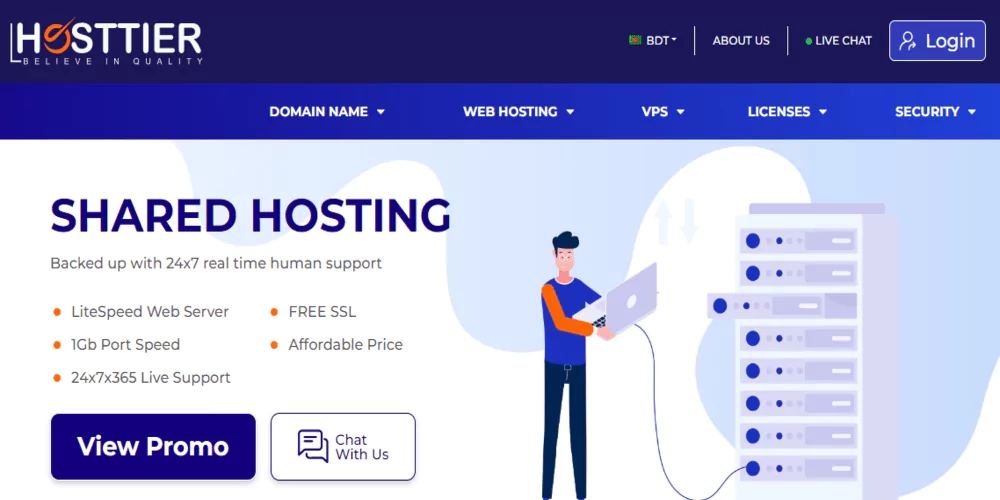 HOSTTIER
BELIEVE IN QUALITY
BDT
ABOUT US
LIVE CHAT
Login
DOMAIN NAME
WEB HOSTING
VPS
LICENSES
SECURITY
SHARED HOSTING
Backed up with 24x7 real time human support
LiteSpeed Web Server
FREE SSL
1Gb Port Speed
Affordable Price
24x7x365 Live Support
View Promo
Chat
With Us